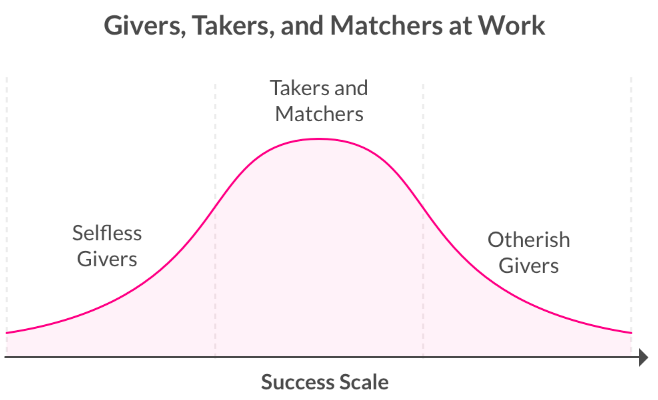 Givers, Takers, and Matchers at Work
Takers and
Matchers
Selfless
Givers
Otherish
Givers
Success Scale